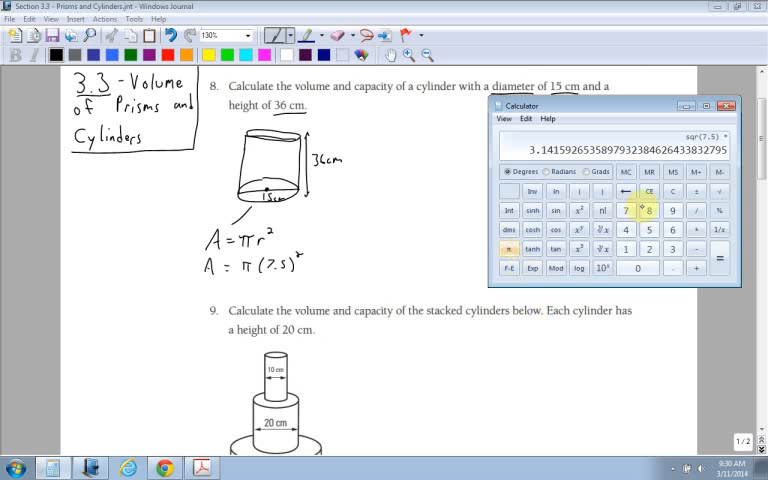 Section 3.3 - Prisms and Cylinders.jnt - Windows Journal
File Edit View Insert Actions Tools Help
130%
B I
3.3 - Volume
of Prisms and
Cylinders
8. Calculate the volume and capacity of a cylinder with a diameter of 15 cm and a
height of 36 cm.
36cm
15cm
A = πr²
A = π(7.5)²
Calculator
View Edit Help
sqr(7.5) *
3.1415926535897932384626433832795
Degrees Radians Grads MC MR MS M+ M-
Inv ln ( ) ← CE C ± √
Int sinh sin x² n! 7 8 9 / %
dms cosh cos xʸ ʸ√x 4 5 6 * 1/x
π tanh tan x³ ³√x 1 2 3 - =
F-E Exp Mod log 10ˣ 0 . +
9. Calculate the volume and capacity of the stacked cylinders below. Each cylinder has
a height of 20 cm.
10 cm
20 cm
1 / 2
9:30 AM
3/11/2014